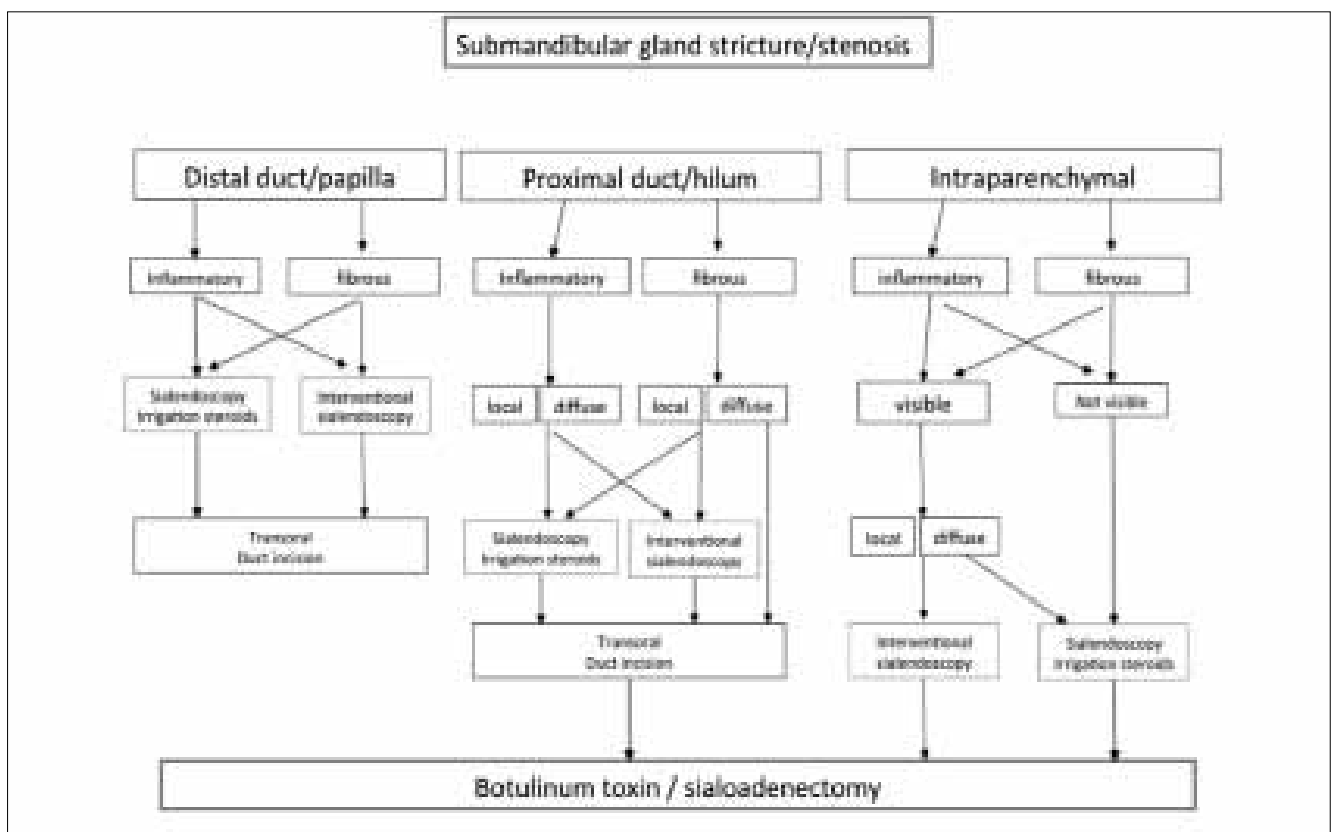 Submandibular gland stricture/stenosis
Distal duct/papilla
Proximal duct/hilum
Intraparenchymal
Inflammatory
fibrous
Inflammatory
fibrous
inflammatory
fibrous
Sialendoscopy
Irrigation steroids
Interventional
sialendoscopy
local
diffuse
local
diffuse
visible
Not visible
Transoral
Duct incision
Sialendoscopy
Irrigation steroids
Interventional
sialendoscopy
local
diffuse
Transoral
Duct incision
Interventional
sialendoscopy
Sialendoscopy
Irrigation steroids
Botulinum toxin / sialoadenectomy